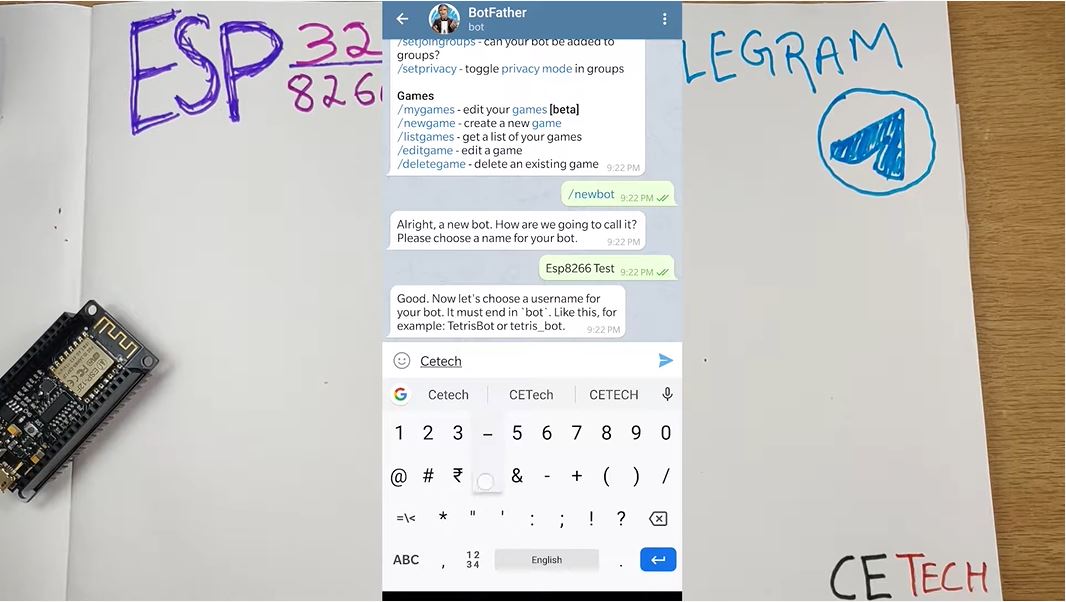 ESP 32
826
LEGRAM
BotFather
bot
/setjoingroups - can your bot be added to
groups?
/setprivacy - toggle privacy mode in groups
Games
/mygames - edit your games [beta]
/newgame - create a new game
/listgames - get a list of your games
/editgame - edit a game
/deletegame - delete an existing game 9:22 PM
/newbot 9:22 PM
Alright, a new bot. How are we going to call it?
Please choose a name for your bot. 9:22 PM
Esp8266 Test 9:22 PM
Good. Now let's choose a username for
your bot. It must end in `bot`. Like this, for
example: TetrisBot or tetris_bot. 9:22 PM
Cetech
G Cetech CETech CETECH
1 2 3 – 5 6 7 8 9 0
@ # ₹ & - + ( ) /
=\< * " ' : ; ! ?
ABC , 12 34 English .
CETECH